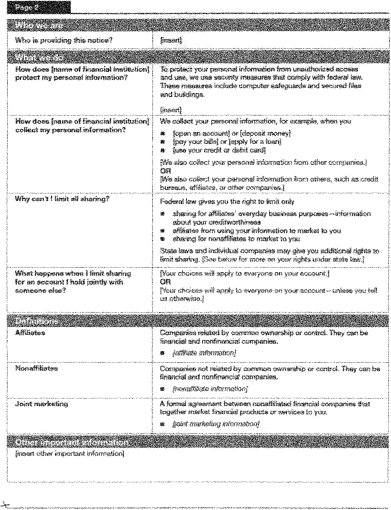 Page 2
Who we are
Who is providing this notice?
[insert]
What we do
How does [name of financial institution]
protect my personal information?
To protect your personal information from unauthorized access
and use, we use security measures that comply with federal law.
These measures include computer safeguards and secured files
and buildings.
[insert]
How does [name of financial institution]
collect my personal information?
We collect your personal information, for example, when you
[open an account] or [deposit money]
[pay your bills] or [apply for a loan]
[use your credit or debit card]
[We also collect your personal information from other companies.]
OR
[We also collect your personal information from others, such as credit
bureaus, affiliates, or other companies.]
Why can't I limit all sharing?
Federal law gives you the right to limit only
sharing for affiliates' everyday business purposes—information
about your creditworthiness
affiliates from using your information to market to you
sharing for nonaffiliates to market to you
State laws and individual companies may give you additional rights to
limit sharing. [See below for more on your rights under state law.]
What happens when I limit sharing
for an account I hold jointly with
someone else?
[Your choices will apply to everyone on your account.]
OR
[Your choices will apply to everyone on your account—unless you tell
us otherwise.]
Definitions
Affiliates
Companies related by common ownership or control. They can be
financial and nonfinancial companies.
[affiliate information]
Nonaffiliates
Companies not related by common ownership or control. They can be
financial and nonfinancial companies.
[nonaffiliate information]
Joint marketing
A formal agreement between nonaffiliated financial companies that
together market financial products or services to you.
[joint marketing information]
Other important information
[insert other important information]